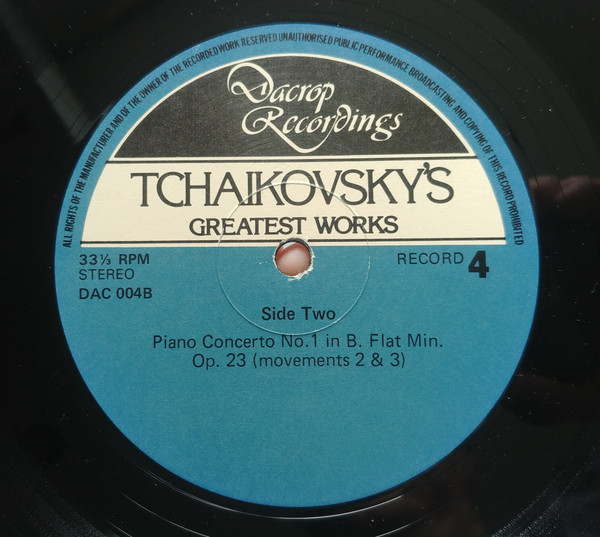 ALL RIGHTS OF THE MANUFACTURER AND OF THE OWNER OF THE RECORDED WORK RESERVED UNAUTHORISED PUBLIC PERFORMANCE BROADCASTING AND COPYING OF THIS RECORD PROHIBITED
Dacrop
Recordings
TCHAIKOVSKY'S
GREATEST WORKS
33⅓ RPM
STEREO
DAC 004B
RECORD 4
Side Two
Piano Concerto No.1 in B. Flat Min.
Op. 23 (movements 2 & 3)